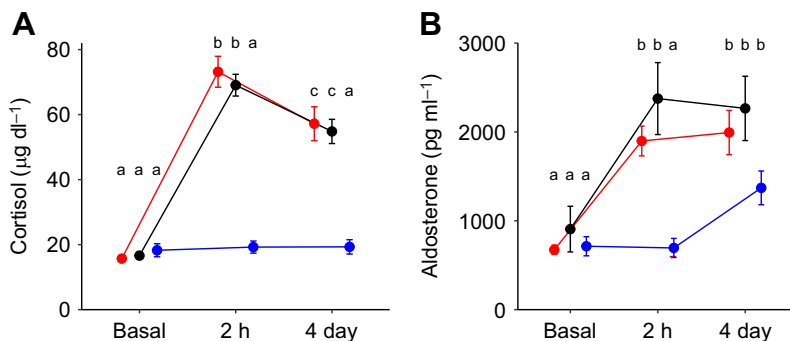 A
Cortisol (µg dl⁻¹)
80
60
40
20
0
a a a
b b a
c c a
Basal
2 h
4 day
B
Aldosterone (pg ml⁻¹)
3000
2000
1000
0
a a a
b b a
b b b
Basal
2 h
4 day